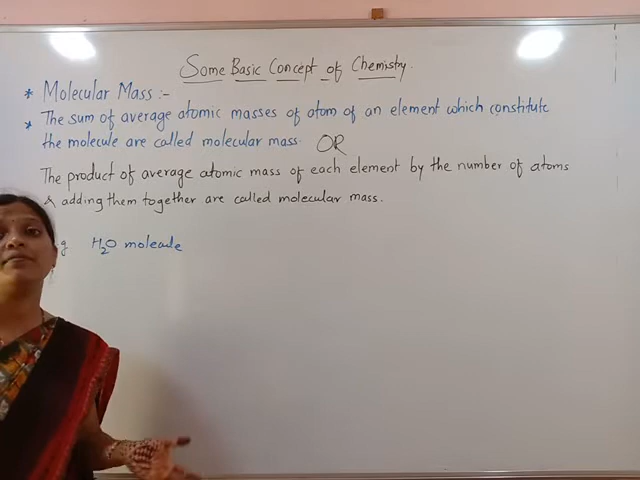 Some Basic Concept of Chemistry.
* Molecular Mass :-
* The sum of average atomic masses of atom of an element which constitute
the molecule are called molecular mass. OR
The product of average atomic mass of each element by the number of atoms
& adding them together are called molecular mass.
g H₂O molecule